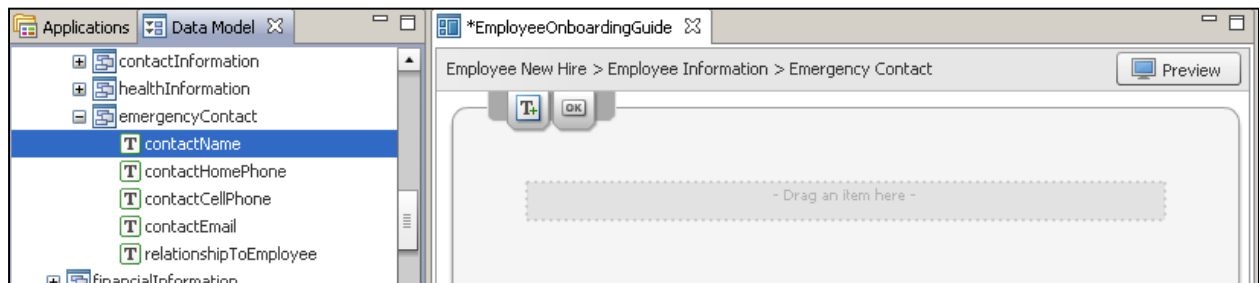 Applications
Data Model
*EmployeeOnboardingGuide
contactInformation
healthInformation
emergencyContact
contactName
contactHomePhone
contactCellPhone
contactEmail
relationshipToEmployee
financialInformation
Employee New Hire > Employee Information > Emergency Contact
Preview
T+
OK
- Drag an item here -